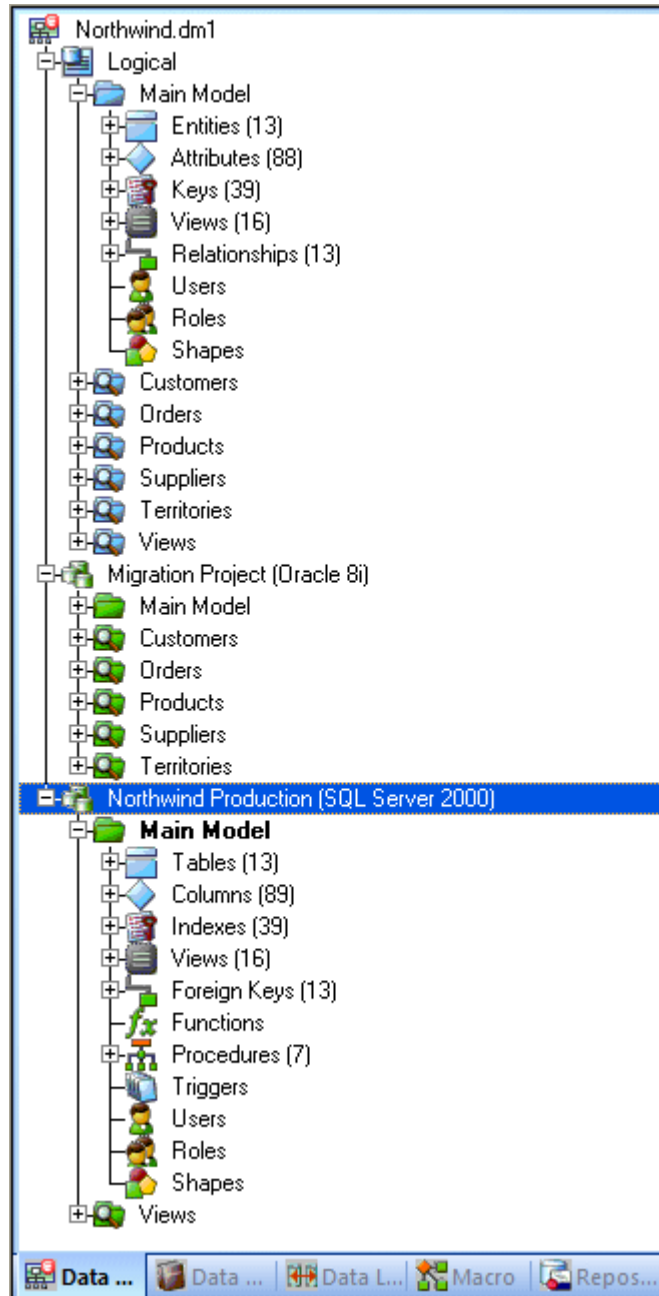 Northwind.dm1
Logical
Main Model
Entities (13)
Attributes (88)
Keys (39)
Views (16)
Relationships (13)
Users
Roles
Shapes
Customers
Orders
Products
Suppliers
Territories
Views
Migration Project (Oracle 8i)
Main Model
Customers
Orders
Products
Suppliers
Territories
Northwind Production (SQL Server 2000)
Main Model
Tables (13)
Columns (89)
Indexes (39)
Views (16)
Foreign Keys (13)
Functions
Procedures (7)
Triggers
Users
Roles
Shapes
Views
Data ... Data ... Data L... Macro Repos...